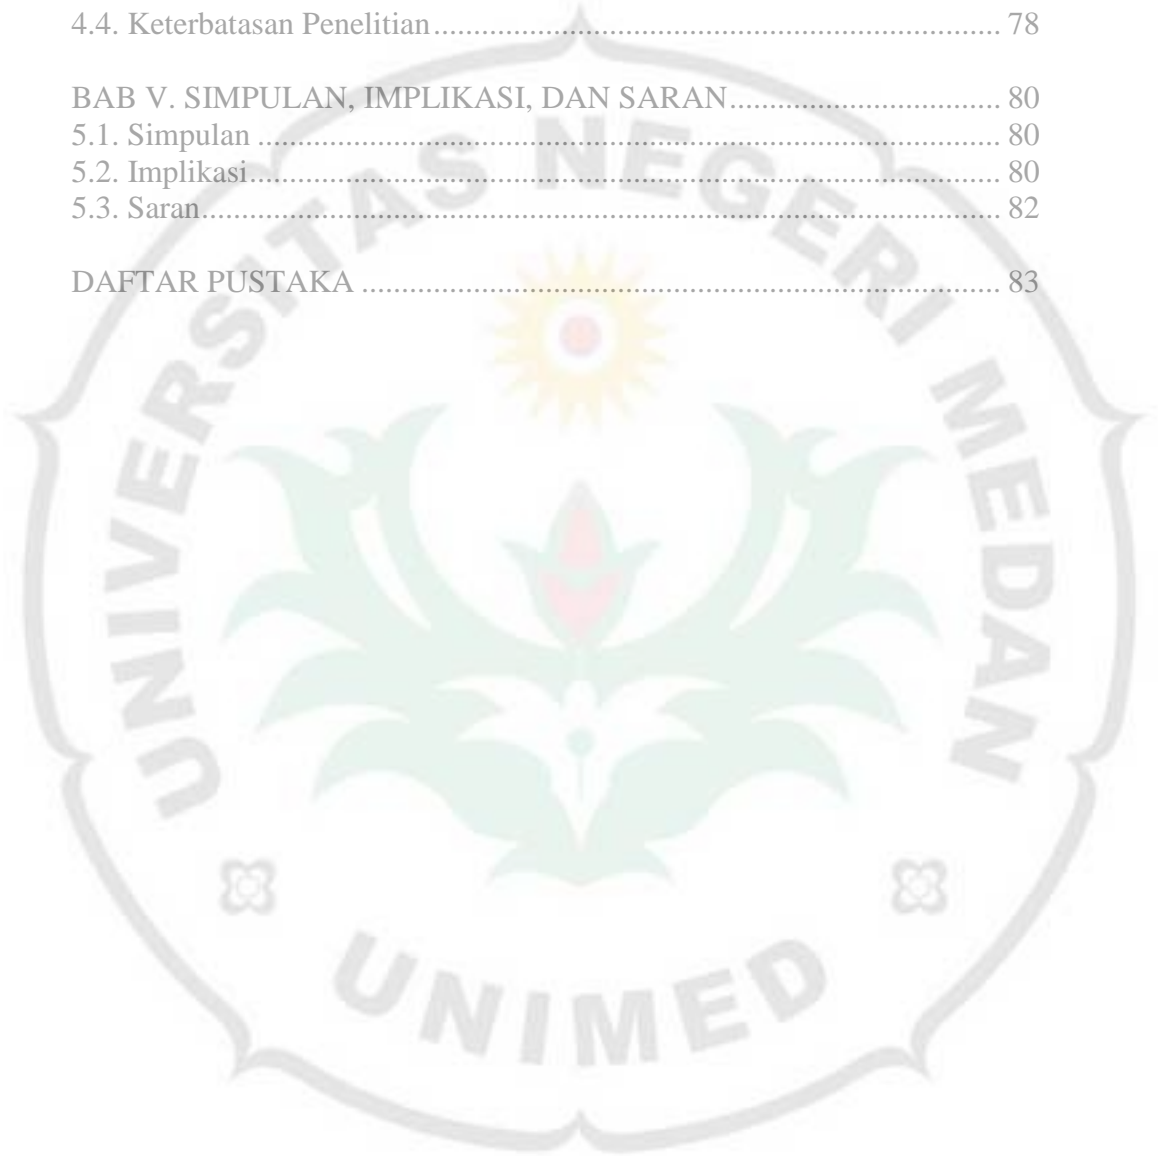 4.4. Keterbatasan Penelitian ..................................................................... 78
BAB V. SIMPULAN, IMPLIKASI, DAN SARAN ................................. 80
5.1. Simpulan .......................................................................................... 80
5.2. Implikasi ........................................................................................... 80
5.3. Saran ................................................................................................. 82
DAFTAR PUSTAKA .............................................................................. 83
UNIVERSITAS NEGERI MEDAN
UNIMED